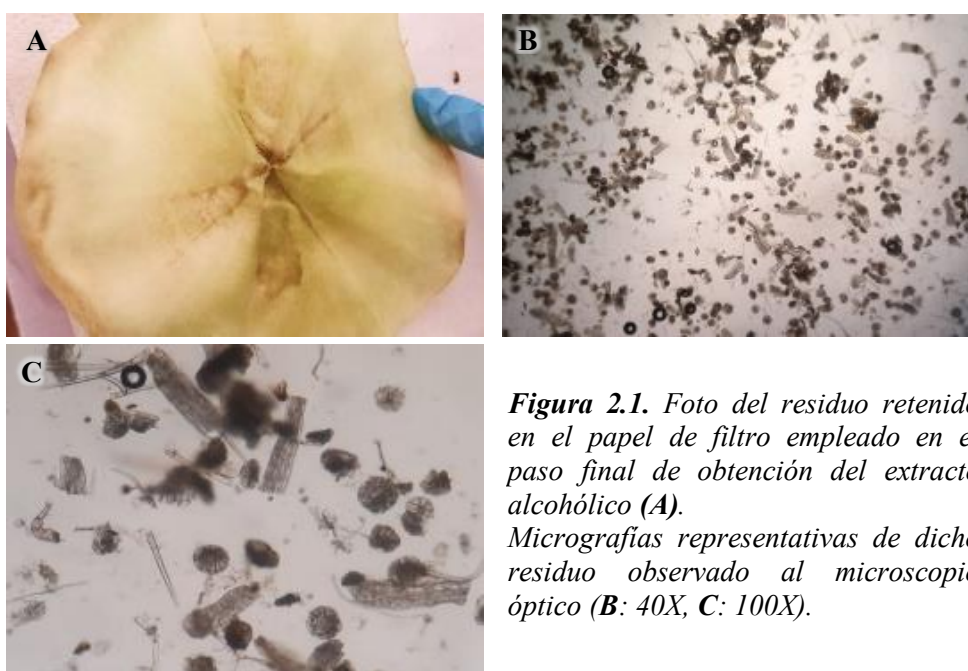 A
B
C
Figura 2.1. Foto del residuo retenido
en el papel de filtro empleado en e
paso final de obtención del extracto
alcohólico (A).
Micrografías representativas de dicho
residuo observado al microscopio
óptico (B: 40X, C: 100X).